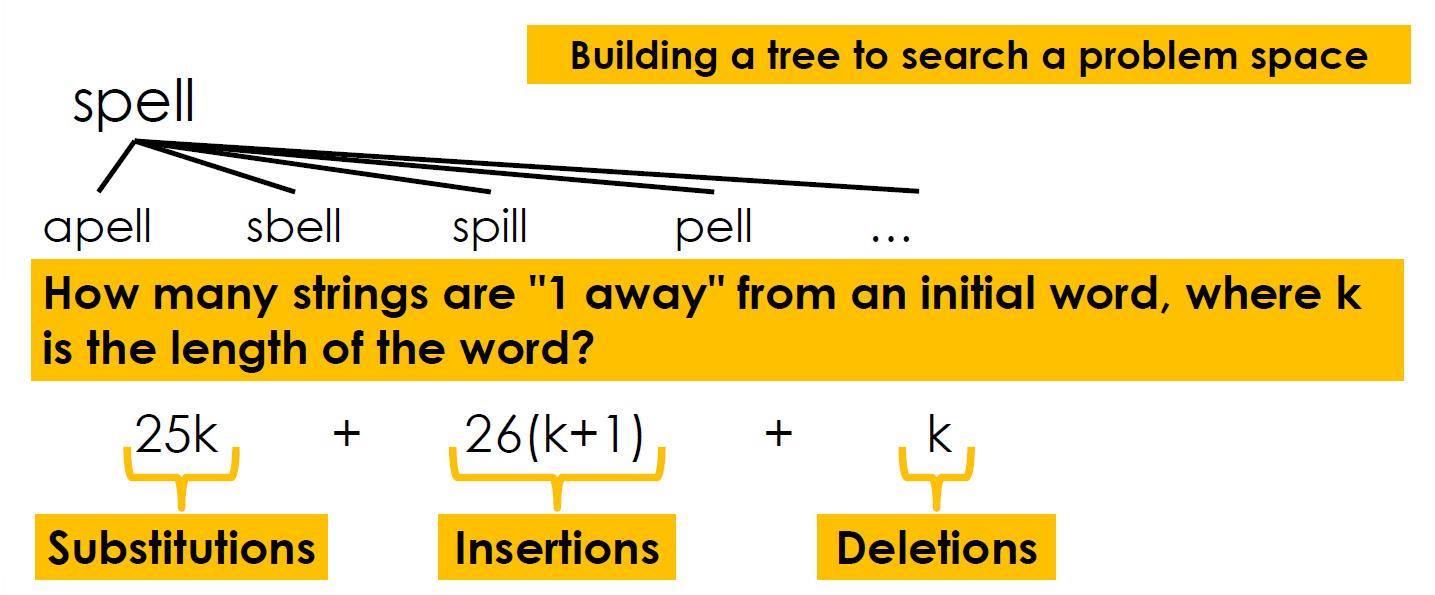 Building a tree to search a problem space
spell
apell sbell spill pell ...
How many strings are "1 away" from an initial word, where k
is the length of the word?
25k + 26(k+1) + k
Substitutions Insertions Deletions